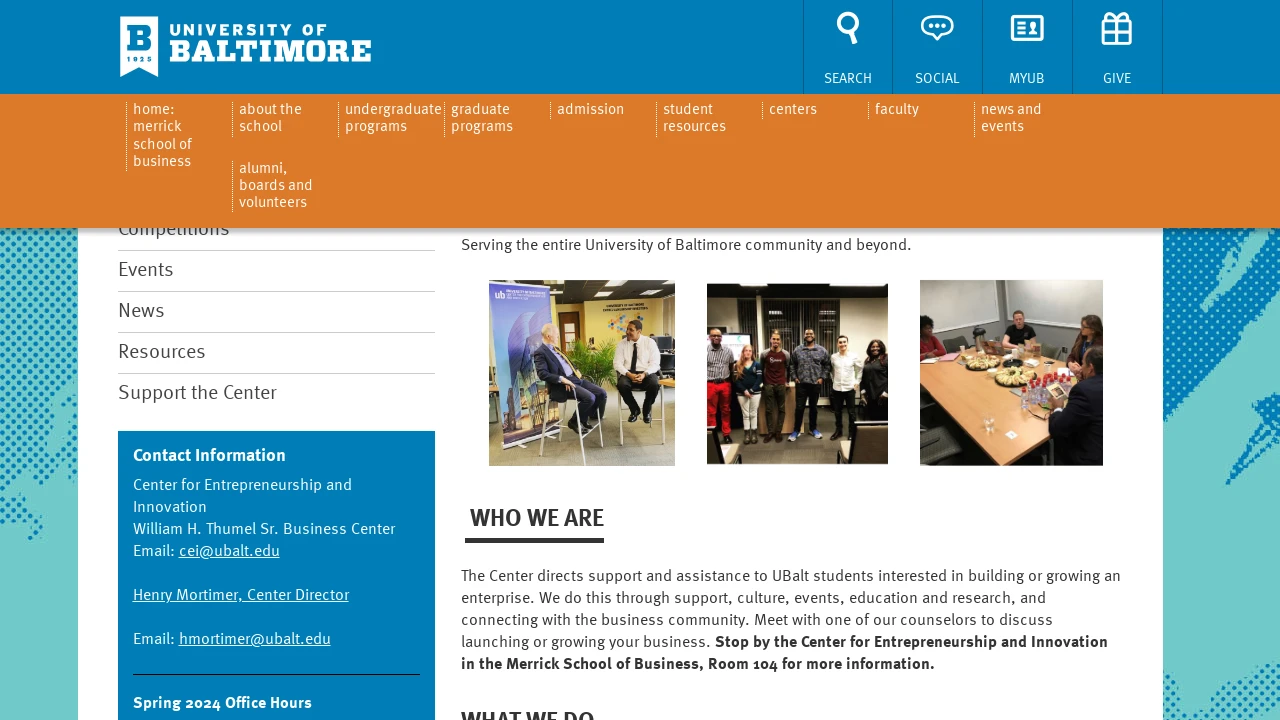 UNIVERSITY OF
BALTIMORE
1925
SEARCH
SOCIAL
MYUB
GIVE
home:
merrick
school of
business
about the
school
undergraduate
programs
graduate
programs
admission
student
resources
centers
faculty
news and
events
alumni,
boards and
volunteers
Competitions
Events
News
Resources
Support the Center
Contact Information
Center for Entrepreneurship and
Innovation
William H. Thumel Sr. Business Center
Email: cei@ubalt.edu
Henry Mortimer, Center Director
Email: hmortimer@ubalt.edu
Spring 2024 Office Hours
Serving the entire University of Baltimore community and beyond.
ub
WHO WE ARE
The Center directs support and assistance to UBalt students interested in building or growing an
enterprise. We do this through support, culture, events, education and research, and
connecting with the business community. Meet with one of our counselors to discuss
launching or growing your business. Stop by the Center for Entrepreneurship and Innovation
in the Merrick School of Business, Room 104 for more information.
WHAT WE DO